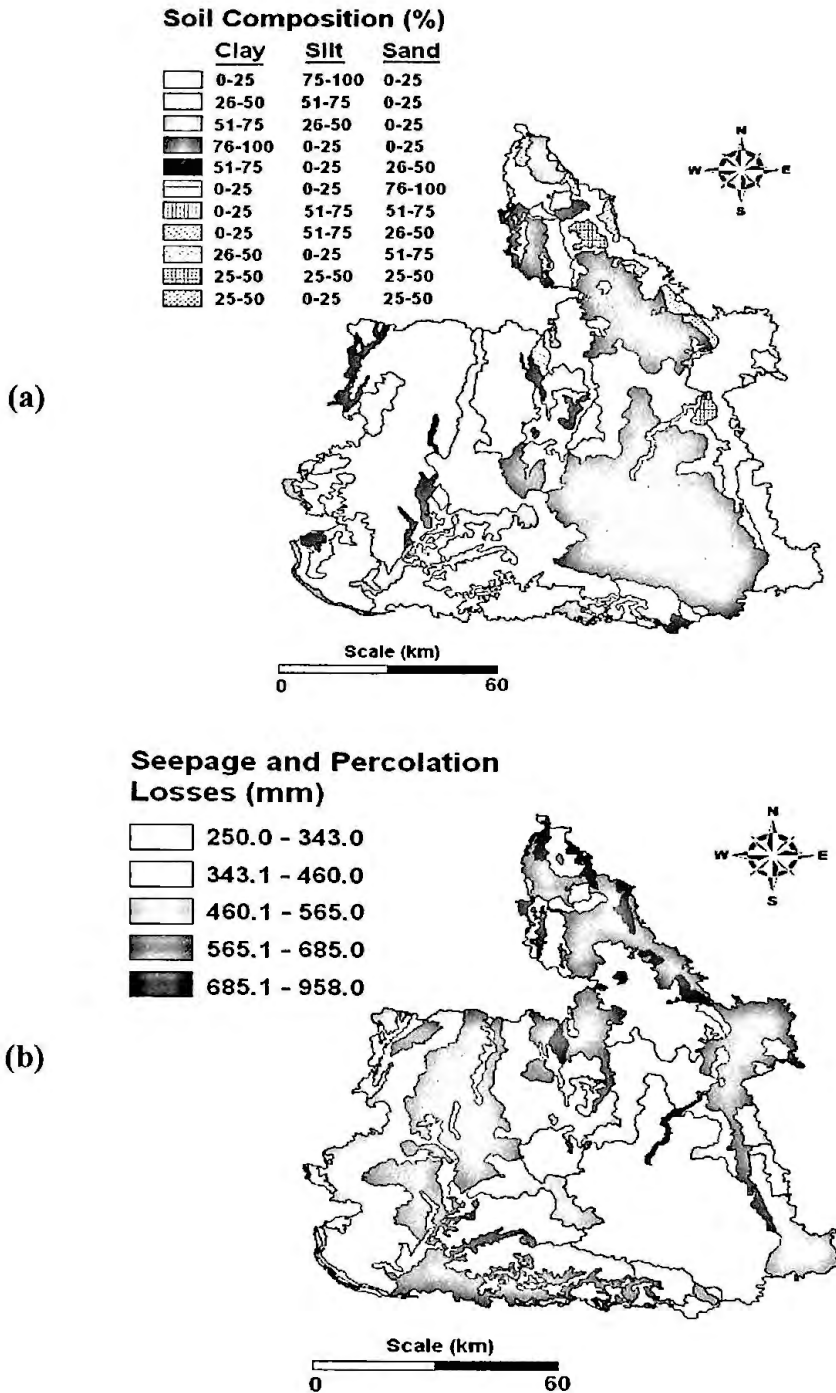 Soil Composition (%)
Clay Silt Sand
0-25 75-100 0-25
26-50 51-75 0-25
51-75 26-50 0-25
76-100 0-25 0-25
51-75 0-25 26-50
0-25 0-25 76-100
0-25 51-75 51-75
0-25 51-75 26-50
26-50 0-25 51-75
25-50 25-50 25-50
25-50 0-25 25-50
N
W E
S
(a)
Scale (km)
0 60
Seepage and Percolation
Losses (mm)
250.0 - 343.0
343.1 - 460.0
460.1 - 565.0
565.1 - 685.0
685.1 - 958.0
N
W E
S
(b)
Scale (km)
0 60